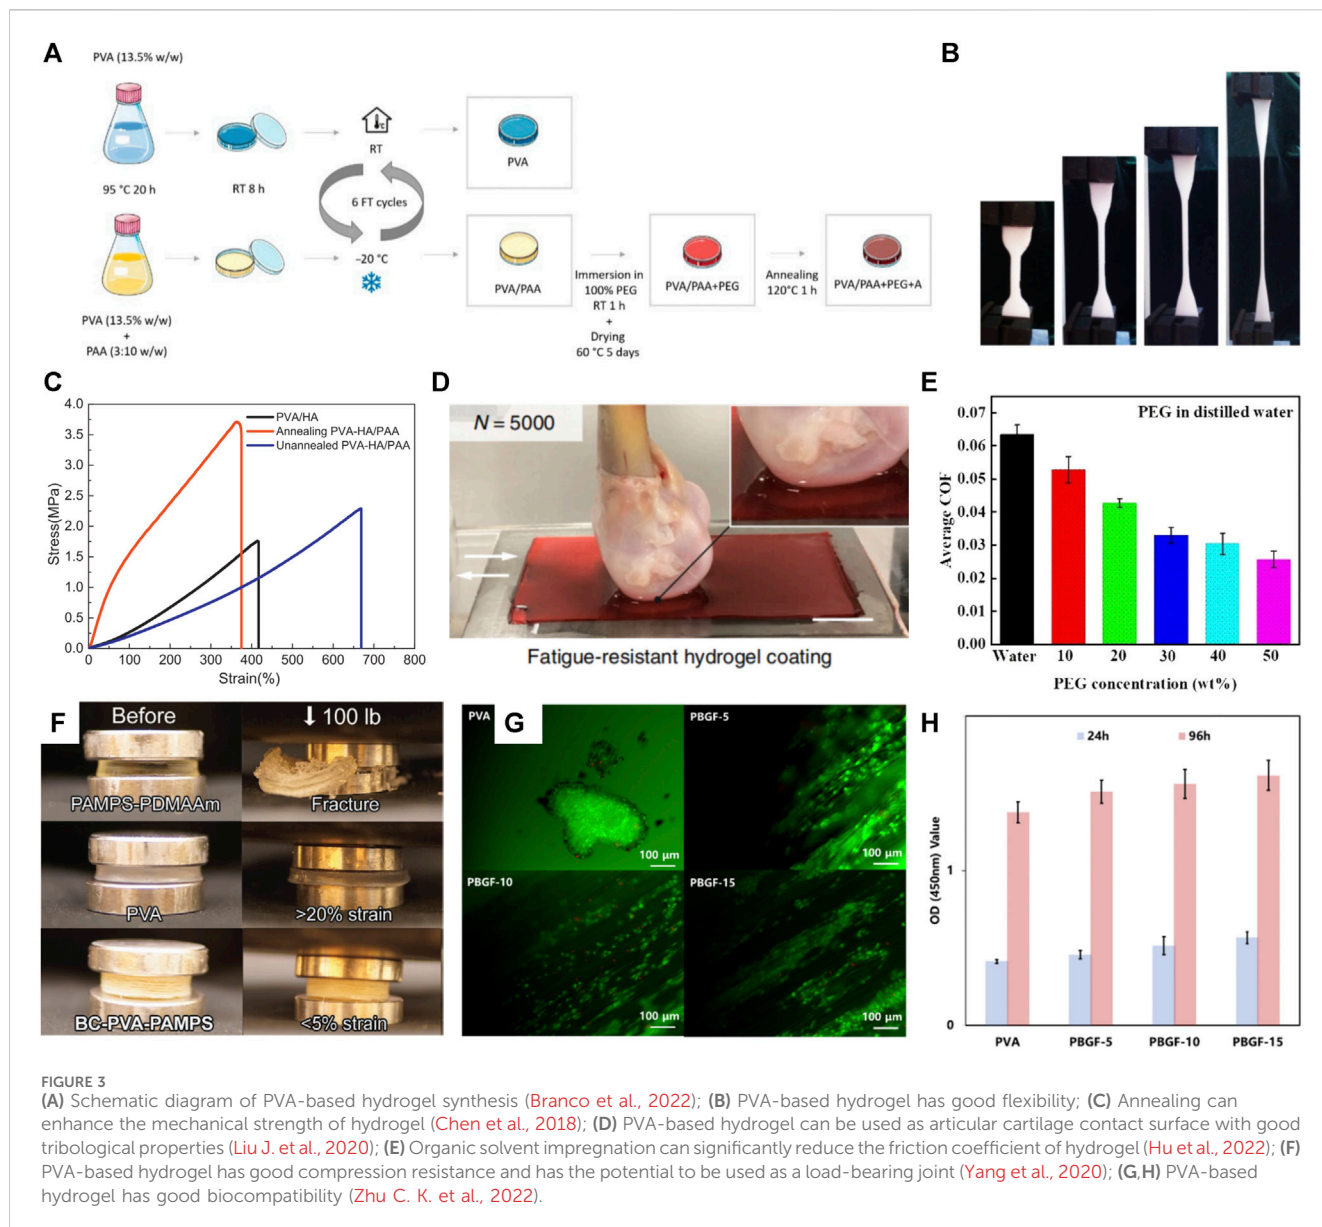 A
PVA (13.5% w/w)
95 °C 20 h
RT 8 h
RT
6 FT cycles
−20 °C
PVA
PVA (13.5% w/w)
+
PAA (3:10 w/w)
PVA/PAA
Immersion in
100% PEG
RT 1 h
+
Drying
60 °C 5 days
PVA/PAA+PEG
Annealing
120°C 1 h
PVA/PAA+PEG+A
B
C
Stress(MPa)
4.0
3.5
3.0
2.5
2.0
1.5
1.0
0.5
0.0
PVA/HA
Annealing PVA-HA/PAA
Unannealed PVA-HA/PAA
0 100 200 300 400 500 600 700 800
Strain(%)
D
N = 5000
Fatigue-resistant hydrogel coating
E
PEG in distilled water
Average COF
0.07
0.06
0.05
0.04
0.03
0.02
0.01
0.00
Water 10 20 30 40 50
PEG concentration (wt%)
F
Before
↓ 100 lb
PAMPS-PDMAAm
Fracture
PVA
>20% strain
BC-PVA-PAMPS
<5% strain
G
PVA
100 µm
PBGF-5
100 µm
PBGF-10
100 µm
PBGF-15
100 µm
H
24h 96h
OD (450nm) Value
1
0
PVA PBGF-5 PBGF-10 PBGF-15
FIGURE 3
(A) Schematic diagram of PVA-based hydrogel synthesis (Branco et al., 2022); (B) PVA-based hydrogel has good flexibility; (C) Annealing can
enhance the mechanical strength of hydrogel (Chen et al., 2018); (D) PVA-based hydrogel can be used as articular cartilage contact surface with good
tribological properties (Liu J. et al., 2020); (E) Organic solvent impregnation can significantly reduce the friction coefficient of hydrogel (Hu et al., 2022); (F)
PVA-based hydrogel has good compression resistance and has the potential to be used as a load-bearing joint (Yang et al., 2020); (G,H) PVA-based
hydrogel has good biocompatibility (Zhu C. K. et al., 2022).